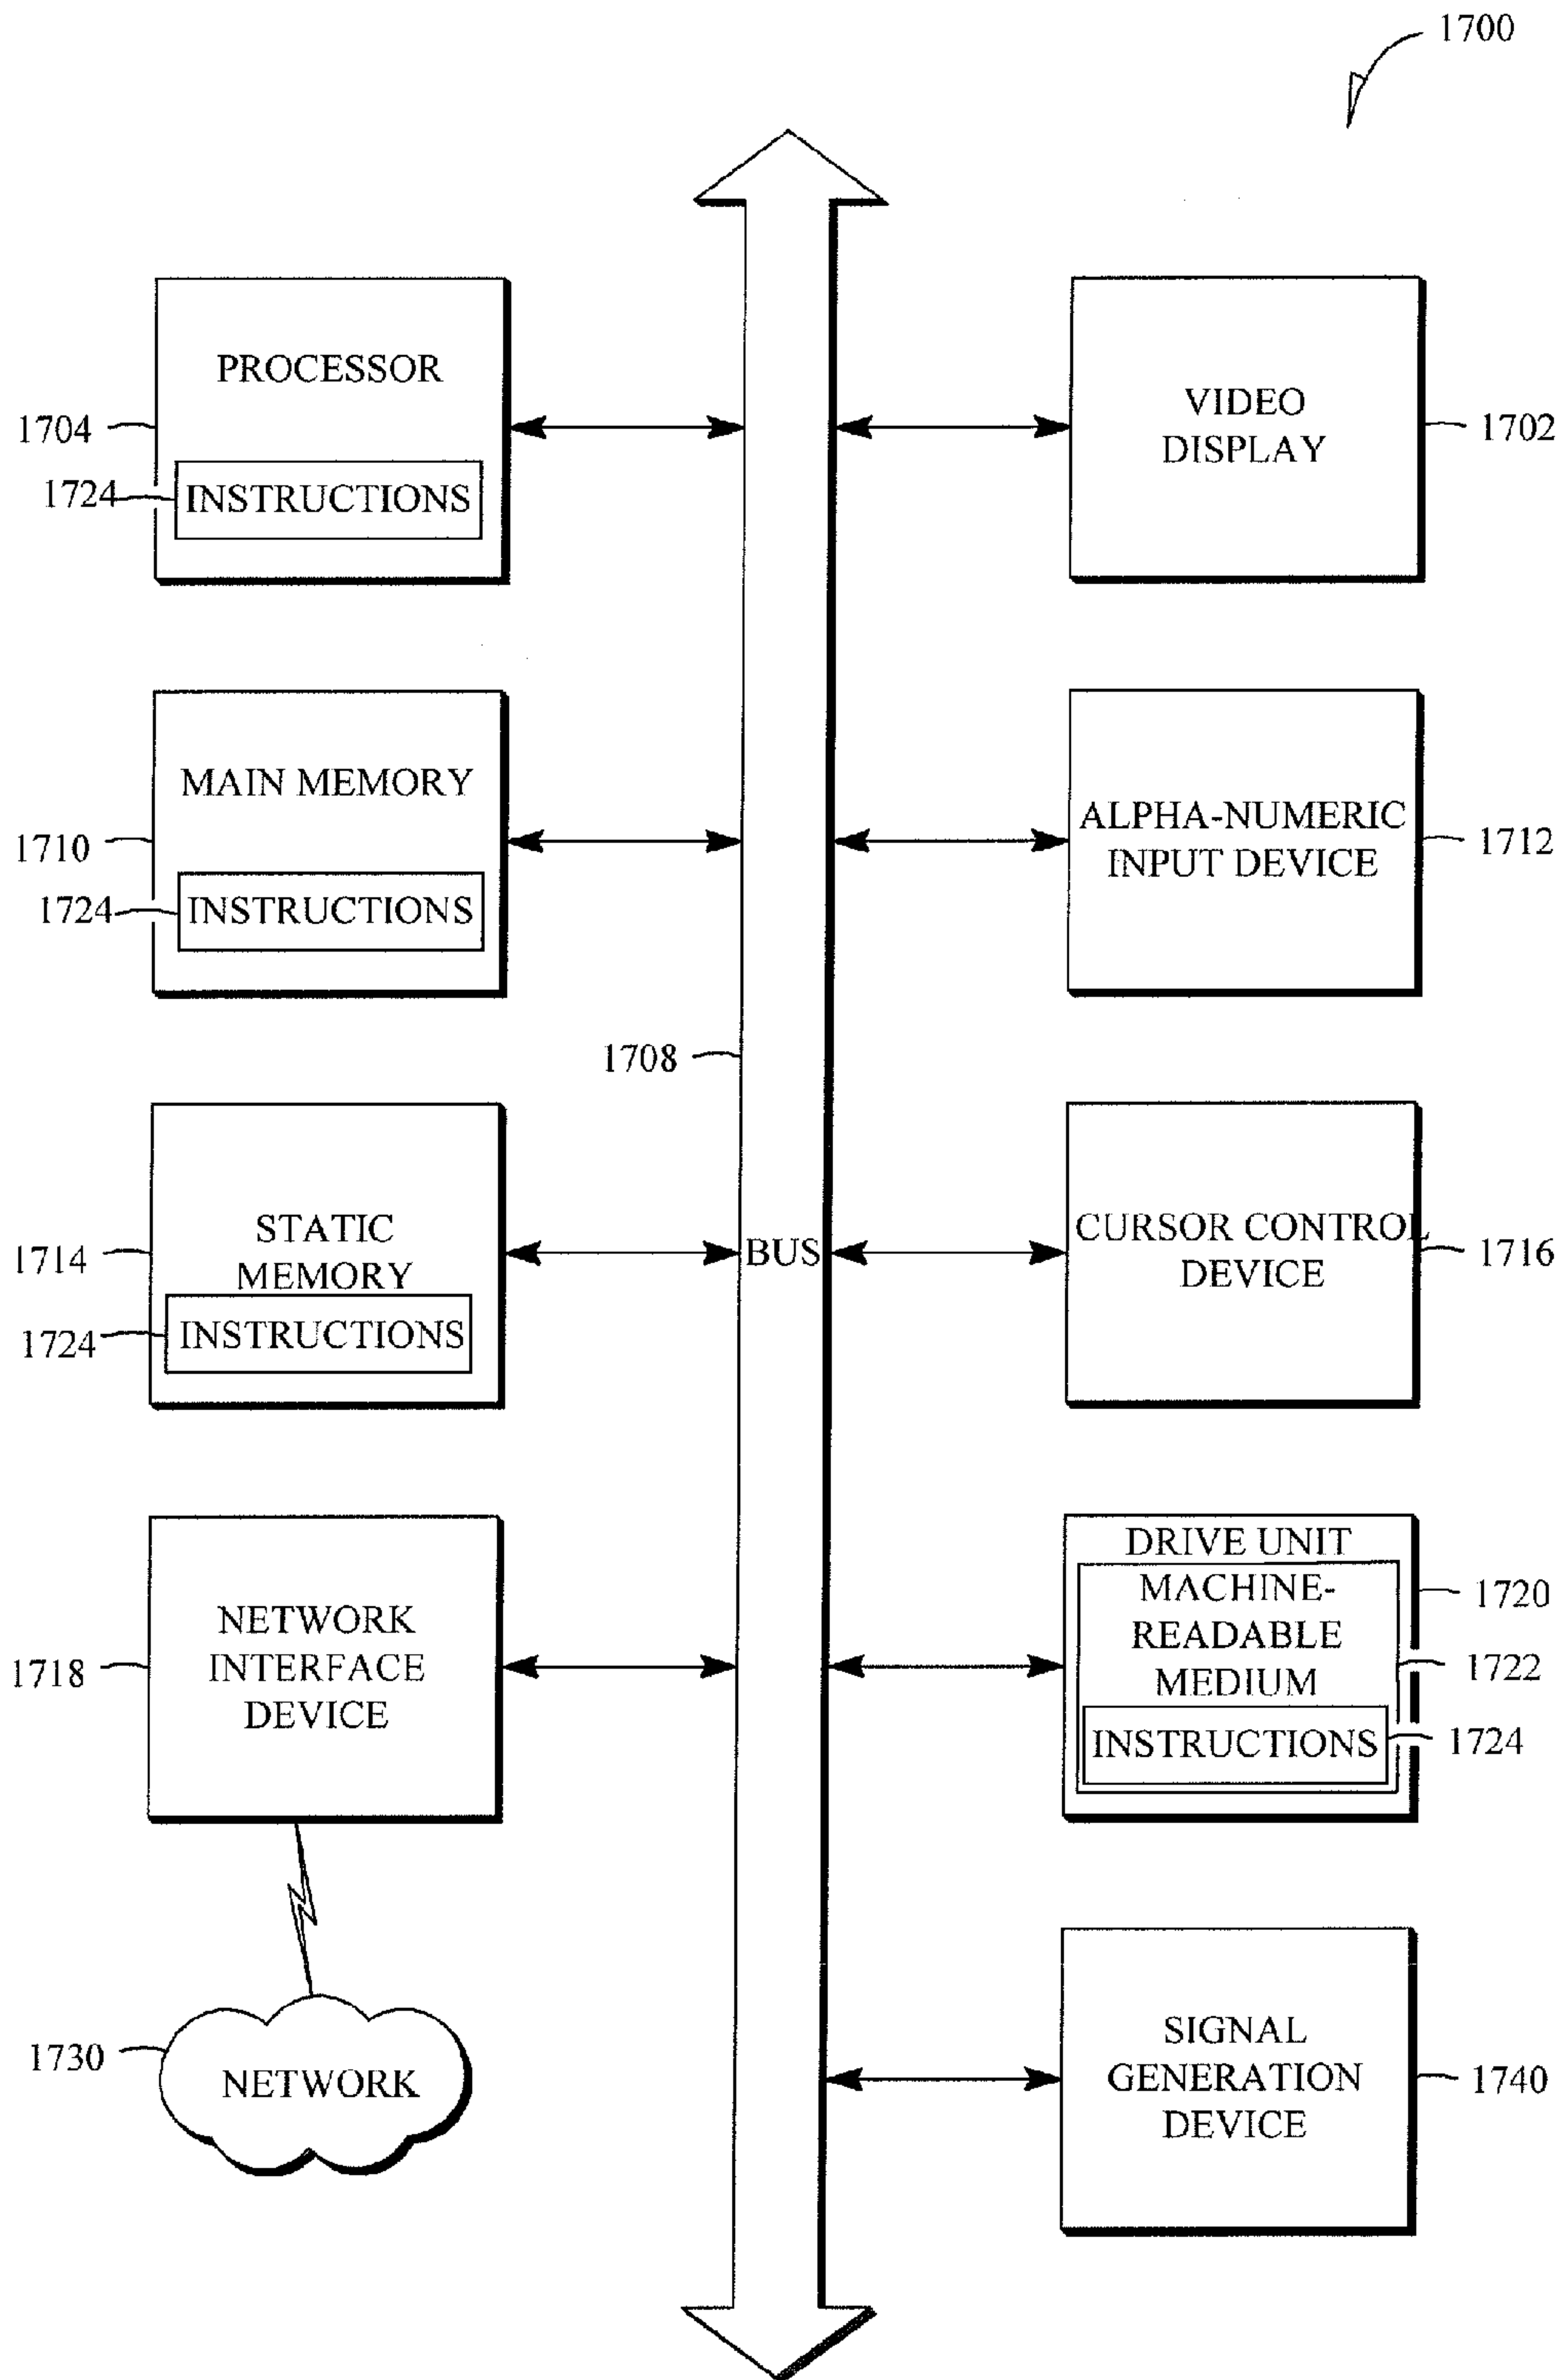 1700
PROCESSOR
1704
1724
INSTRUCTIONS
VIDEO
DISPLAY
1702
MAIN MEMORY
1710
1724
INSTRUCTIONS
ALPHA-NUMERIC
INPUT DEVICE
1712
1708
STATIC
MEMORY
1714
1724
INSTRUCTIONS
BUS
CURSOR CONTROL
DEVICE
1716
NETWORK
INTERFACE
DEVICE
1718
DRIVE UNIT
MACHINE-
READABLE
MEDIUM
INSTRUCTIONS
1720
1722
1724
1730
NETWORK
SIGNAL
GENERATION
DEVICE
1740